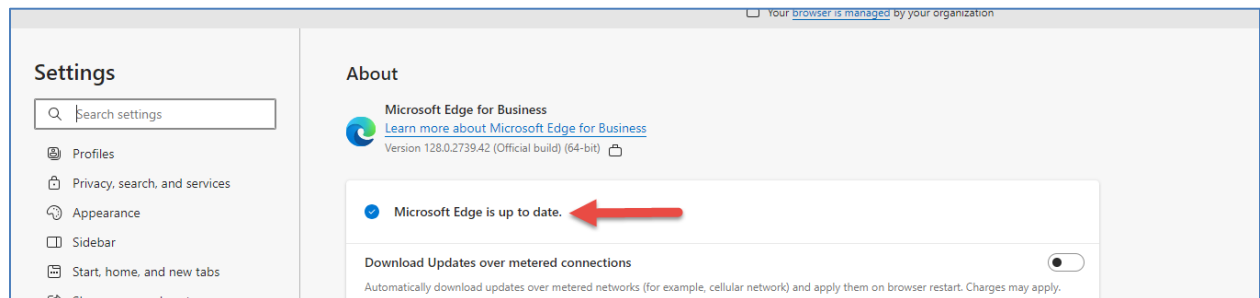 Your browser is managed by your organization
Settings
Search settings
Profiles
Privacy, search, and services
Appearance
Sidebar
Start, home, and new tabs
About
Microsoft Edge for Business
Learn more about Microsoft Edge for Business
Version 128.0.2739.42 (Official build) (64-bit)
Microsoft Edge is up to date.
Download Updates over metered connections
Automatically download updates over metered networks (for example, cellular network) and apply them on browser restart. Charges may apply.